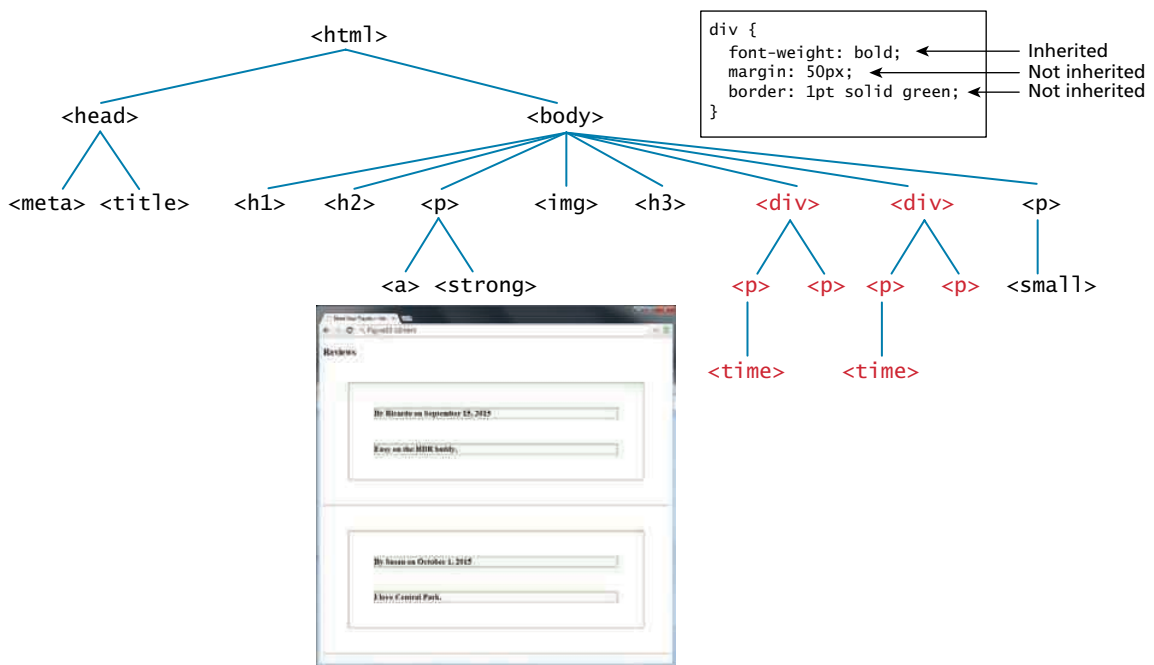 <html>
<head>
<body>
<meta> <title>
<h1> <h2> <p> <img> <h3> <div> <div> <p>
<a> <strong>
<p> <p> <p> <p> <small>
<time> <time>
div {
font-weight: bold;
margin: 50px;
border: 1pt solid green;
}
Inherited
Not inherited
Not inherited
Reviews
By Ricardo on September 15, 2015
Easy on the HDR buddy.
By Susan on October 1, 2015
I love Central Park.